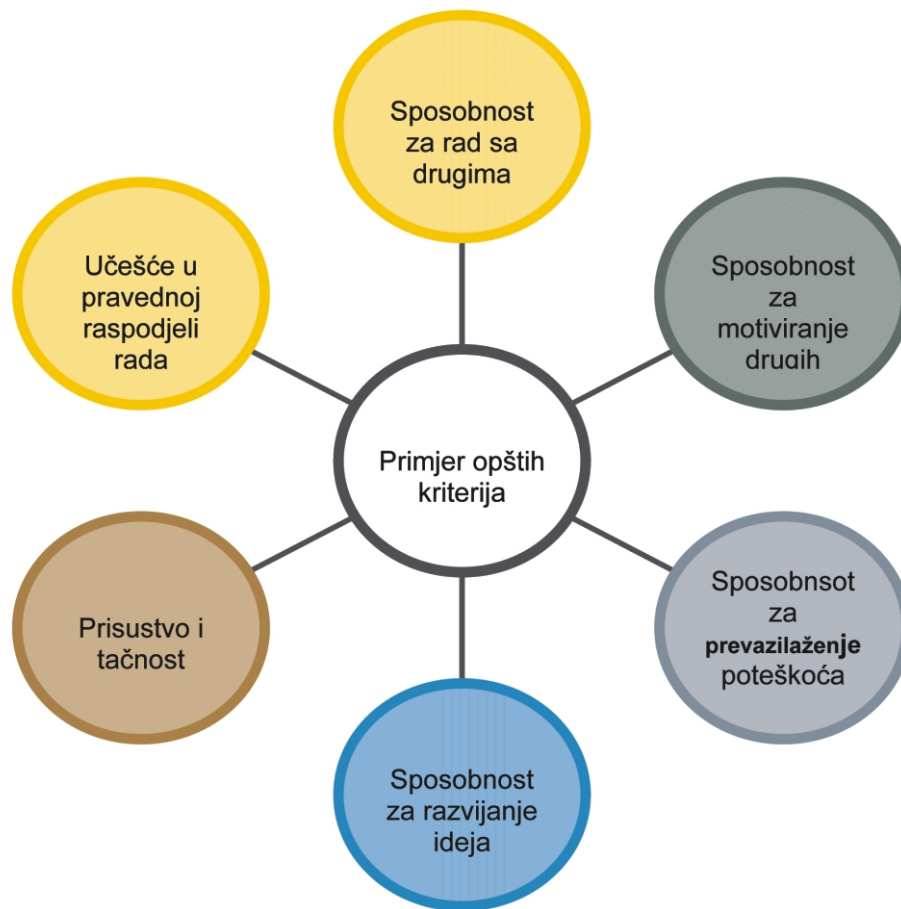 Sposobnost
za rad sa
drugima
Sposobnost
za
motiviranje
drugih
Sposobnsot
za
prevazilaženje
poteškoća
Sposobnost
za razvijanje
ideja
Prisustvo i
tačnost
Učešće u
pravednoj
raspodjeli
rada
Primjer opštih
kriterija